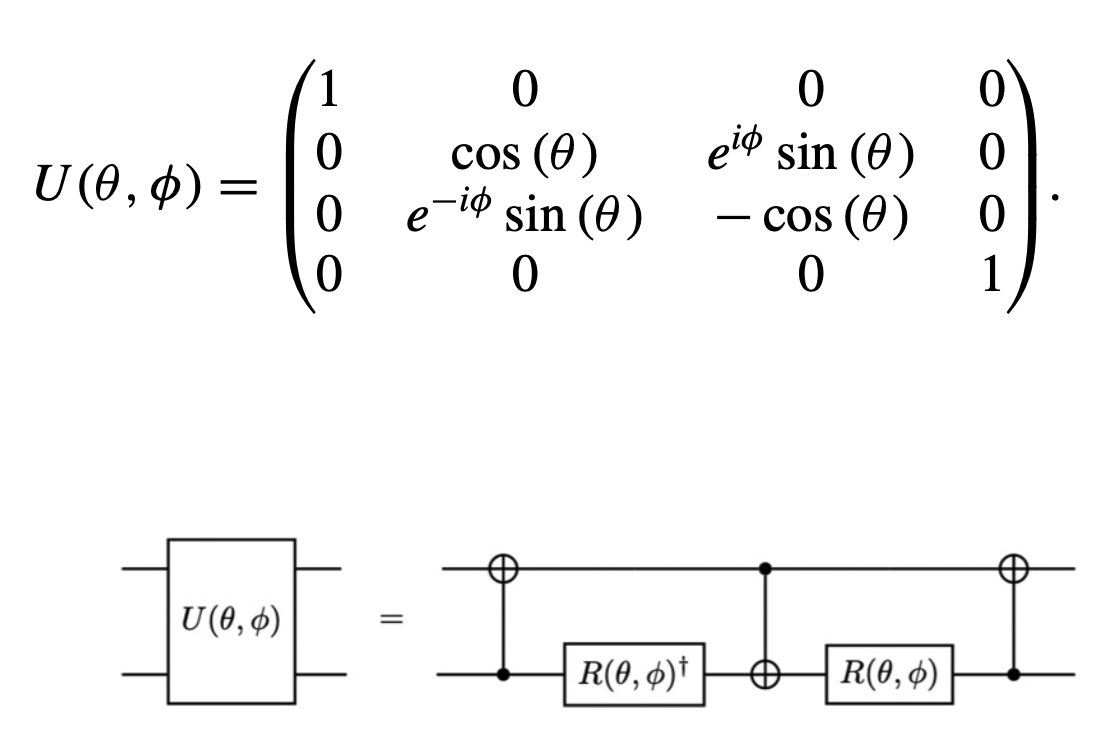 U(θ, ϕ) = ( 1 0 0 0
0 cos (θ) e^{iϕ} sin (θ) 0
0 e^{−iϕ} sin (θ) − cos (θ) 0
0 0 0 1 ) .
U(θ, ϕ) = R(θ, ϕ)† R(θ, ϕ)